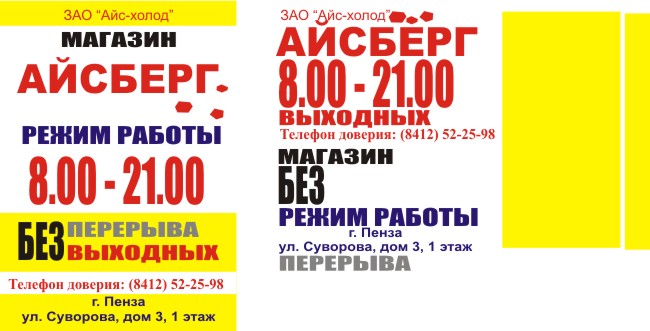 ЗАО "Айс-холод"
МАГАЗИН
АЙСБЕРГ
РЕЖИМ РАБОТЫ
8.00 - 21.00
БЕЗ ПЕРЕРЫВА
ВЫХОДНЫХ
Телефон доверия: (8412) 52-25-98
г. Пенза
ул. Суворова, дом 3, 1 этаж
ЗАО "Айс-холод"
АЙСБЕРГ
8.00 - 21.00
ВЫХОДНЫХ
Телефон доверия: (8412) 52-25-98
МАГАЗИН
БЕЗ
РЕЖИМ РАБОТЫ
г. Пенза
ул. Суворова, дом 3, 1 этаж
ПЕРЕРЫВА